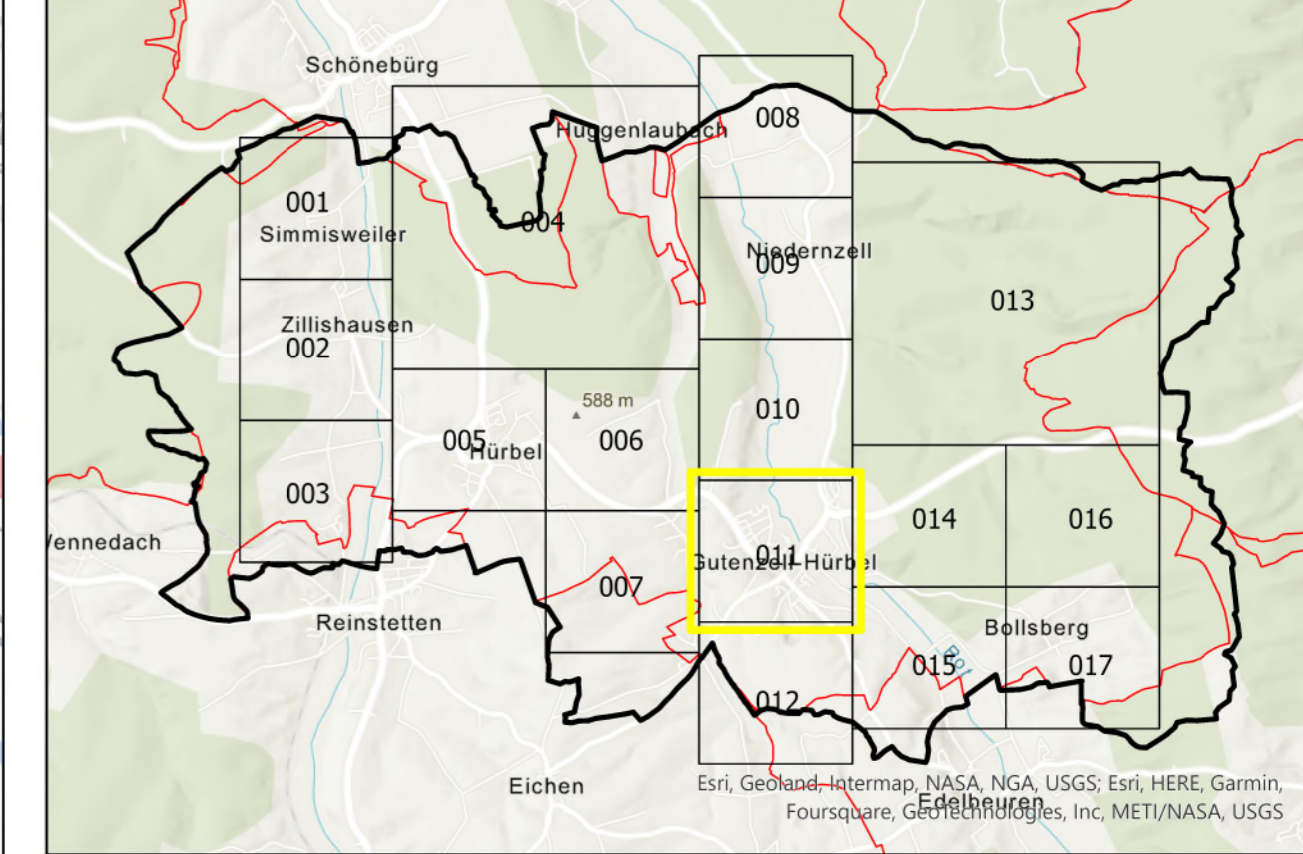 Schönebürg
008
Huggenlaubach
001
004
Simmisweiler
Niedernzell
009
013
Zillishausen
002
588 m
010
005
006
Hürbel
003
014
016
Vennedach
011
Gutenzell-Hürbel
007
Reinstetten
Bollsberg
Rot
015
017
012
Eichen
Esri, Geoland, Intermap, NASA, NGA, USGS; Esri, HERE, Garmin,
Edelbeuren
Foursquare, GeoTechnologies, Inc, METI/NASA, USGS